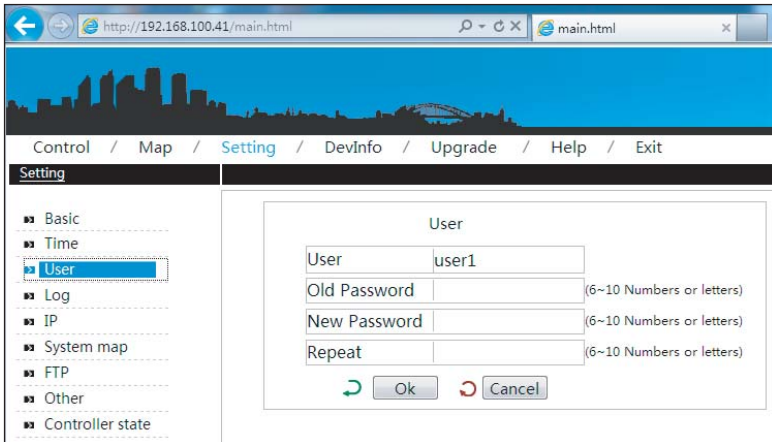 http://192.168.100.41/main.html
main.html
Control / Map / Setting / DevInfo / Upgrade / Help / Exit
Setting
Basic
Time
User
Log
IP
System map
FTP
Other
Controller state
User
User user1
Old Password (6~10 Numbers or letters)
New Password (6~10 Numbers or letters)
Repeat (6~10 Numbers or letters)
Ok Cancel